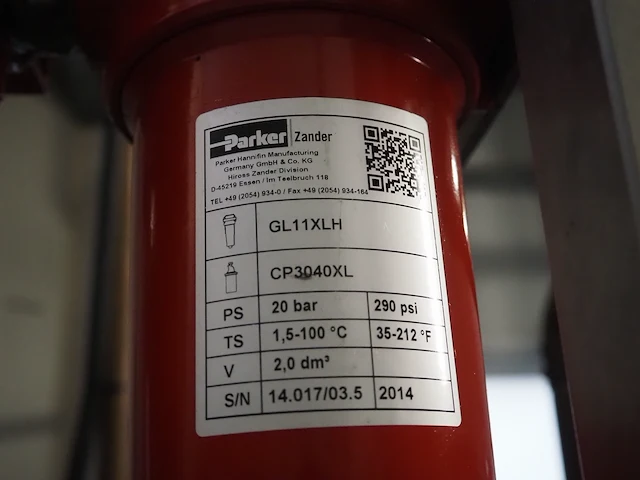 Parker Zander
Parker Hannifin Manufacturing
Germany GmbH & Co. KG
Hiross Zander Division
D-45219 Essen / Im Teelbruch 118
TEL +49 (2054) 934-0 / Fax +49 (2054) 934-164
GL11XLH
CP3040XL
PS 20 bar 290 psi
TS 1,5-100 °C 35-212 °F
V 2,0 dm³
S/N 14.017/03.5 2014